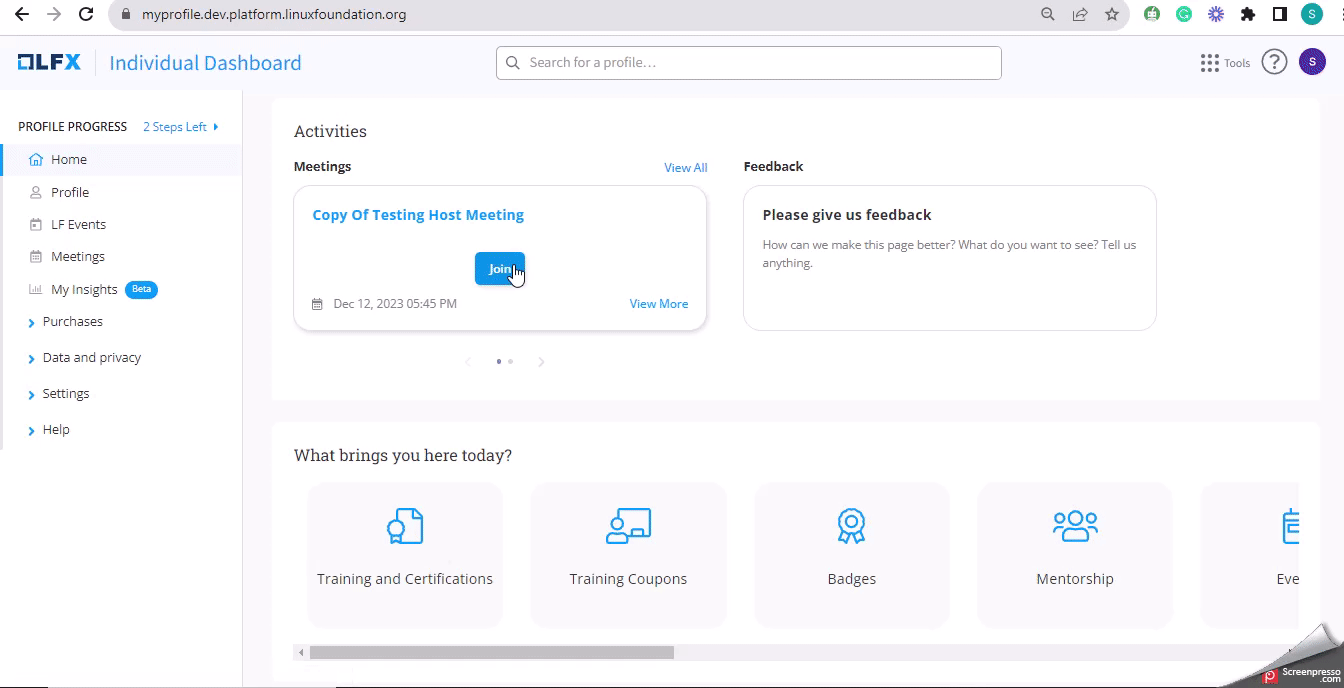 myprofile.dev.platform.linuxfoundation.org
S
LFX Individual Dashboard
Search for a profile...
Tools
?
S
PROFILE PROGRESS 2 Steps Left
Home
Profile
LF Events
Meetings
My Insights Beta
Purchases
Data and privacy
Settings
Help
Activities
Meetings View All
Copy Of Testing Host Meeting
Join
Dec 12, 2023 05:45 PM View More
Feedback
Please give us feedback
How can we make this page better? What do you want to see? Tell us
anything.
What brings you here today?
Training and Certifications
Training Coupons
Badges
Mentorship
Eve
Screenpresso
.com